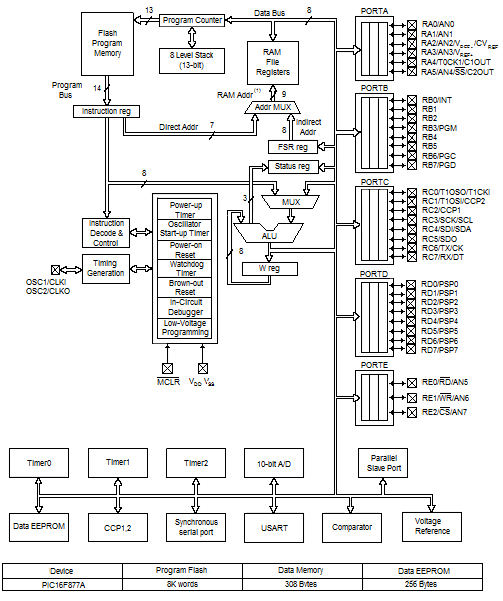 13
Program Counter
Data Bus
8
PORTA
Flash
Program
Memory
8 Level Stack
(13-bit)
RAM
File
Registers
RA0/AN0
RA1/AN1
RA2/AN2/VREF-/CVREF
RA3/AN3/VREF+
RA4/T0CK1/C1OUT
RA5/AN4/SS/C2OUT
Program
Bus
14
RAM Addr (1)
9
PORTB
Instruction reg
Addr MUX
Direct Addr
7
8
Indirect
Addr
FSR reg
RB0/INT
RB1
RB2
RB3/PGM
RB4
RB5
RB6/PGC
RB7/PGD
Status reg
8
3
MUX
PORTC
Power-up
Timer
Oscillator
Start-up Timer
Power-on
Reset
Watchdog
Timer
Brown-out
Reset
In-Circuit
Debugger
Low-Voltage
Programming
Instruction
Decode &
Control
ALU
8
W reg
Timing
Generation
OSC1/CLKI
OSC2/CLKO
RC0/T1OSO/T1CKI
RC1/T1OSI/CCP2
RC2/CCP1
RC3/SCK/SCL
RC4/SDI/SDA
RC5/SDO
RC6/TX/CK
RC7/RX/DT
PORTD
RD0/PSP0
RD1/PSP1
RD2/PSP2
RD3/PSP3
RD4/PSP4
RD5/PSP5
RD6/PSP6
RD7/PSP7
MCLR
VDD VSS
PORTE
RE0/RD/AN5
RE1/WR/AN6
RE2/CS/AN7
Timer0
Timer1
Timer2
10-bit A/D
Parallel
Slave Port
Data EEPROM
CCP1,2
Synchronous
serial port
USART
Comparator
Voltage
Reference
Device
Program Flash
Data Memory
Data EEPROM
PIC16F877A
8K words
308 Bytes
256 Bytes